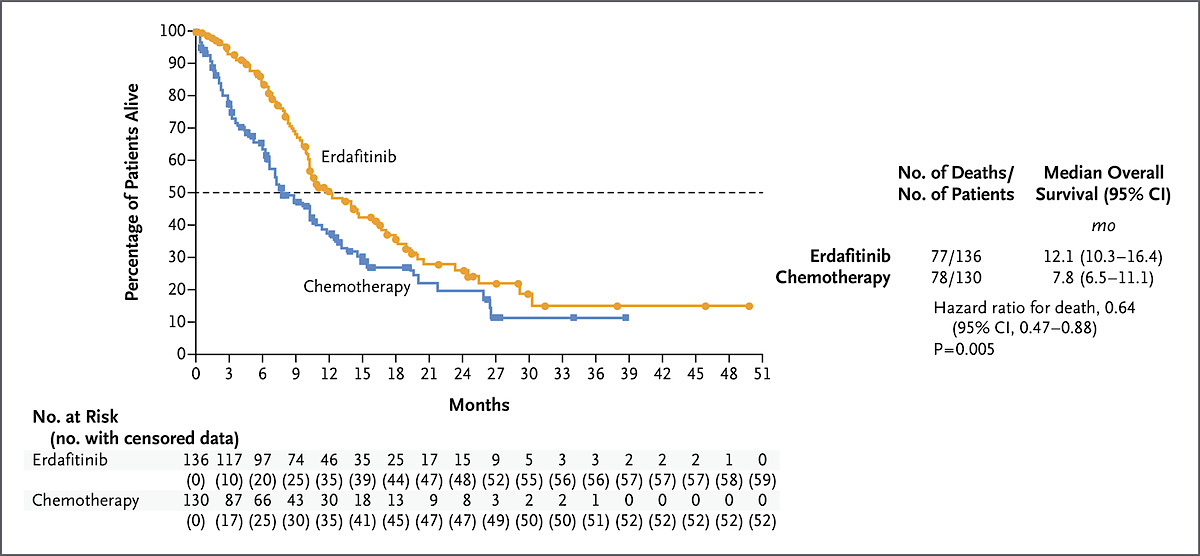 100
90
80
70
60
50
40
30
20
10
0
Percentage of Patients Alive
Erdafitinib
Chemotherapy
0 3 6 9 12 15 18 21 24 27 30 33 36 39 42 45 48 51
Months
No. of Deaths/ Median Overall
No. of Patients Survival (95% CI)
mo
Erdafitinib 77/136 12.1 (10.3–16.4)
Chemotherapy 78/130 7.8 (6.5–11.1)
Hazard ratio for death, 0.64
(95% CI, 0.47–0.88)
P=0.005
No. at Risk
(no. with censored data)
Erdafitinib 136 117 97 74 46 35 25 17 15 9 5 3 3 2 2 2 1 0
(0) (10) (20) (25) (35) (39) (44) (47) (48) (52) (55) (56) (56) (57) (57) (57) (58) (59)
Chemotherapy 130 87 66 43 30 18 13 9 8 3 2 2 1 0 0 0 0 0
(0) (17) (25) (30) (35) (41) (45) (47) (47) (49) (50) (50) (51) (52) (52) (52) (52) (52)